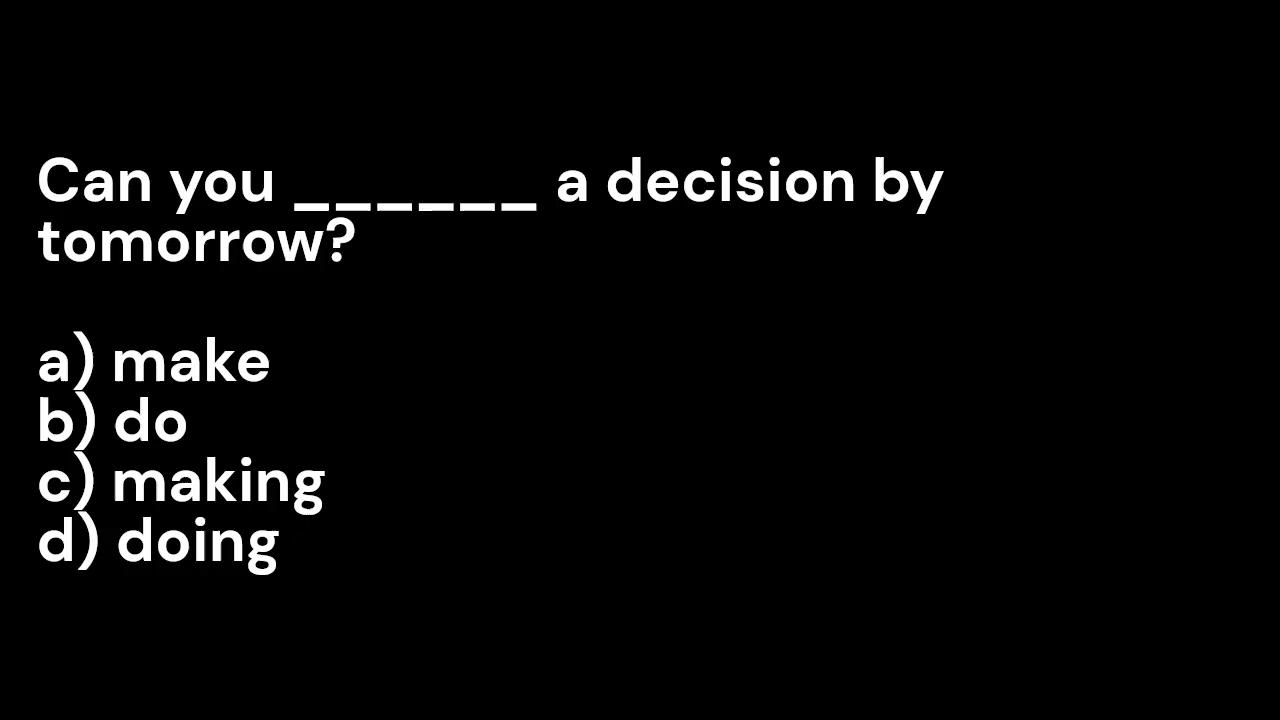 Can you ______ a decision by
tomorrow?
a) make
b) do
c) making
d) doing